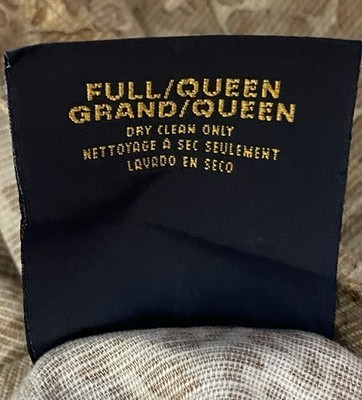 FULL/QUEEN
GRAND/QUEEN
DRY CLEAN ONLY
NETTOYAGE À SEC SEULEMENT
LAVADO EN SECO